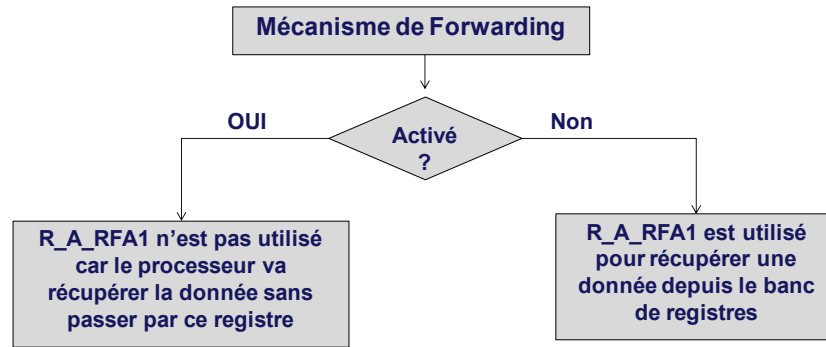 Mécanisme de Forwarding
OUI
Non
Activé
?
R_A_RFA1 n'est pas utilisé
car le processeur va
récupérer la donnée sans
passer par ce registre
R_A_RFA1 est utilisé
pour récupérer une
donnée depuis le banc
de registres